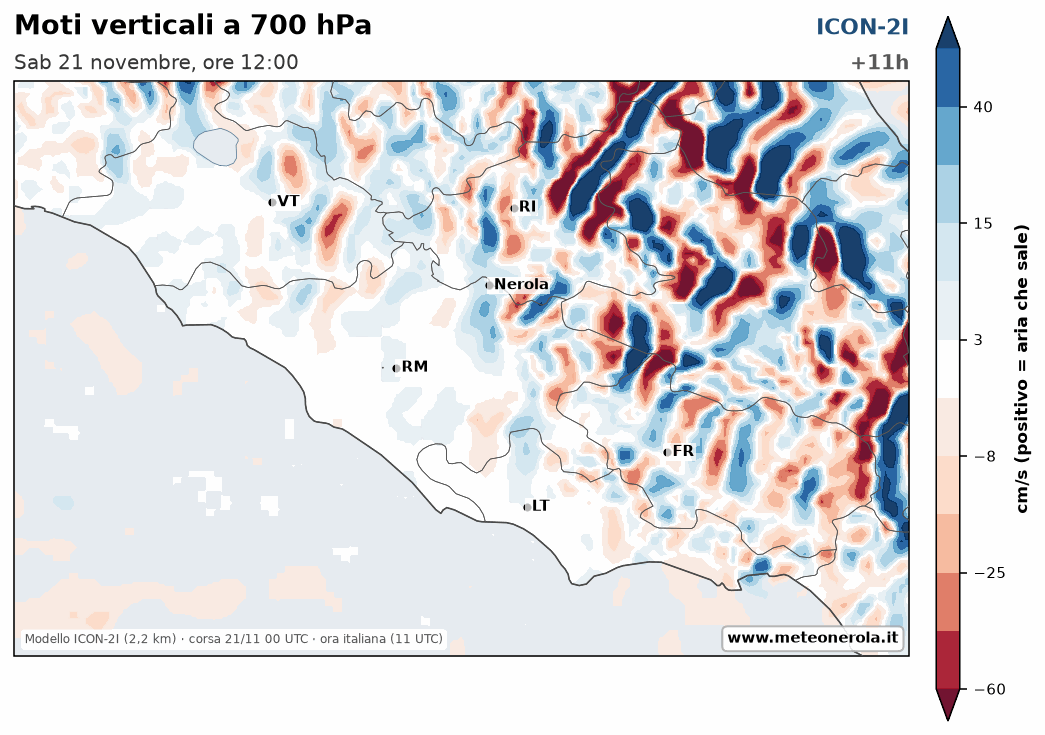 Moti verticali a 700 hPa
ICON-2I
Sab 21 novembre, ore 12:00
+11h
VT
RI
Nerola
RM
FR
LT
Modello ICON-2I (2,2 km) · corsa 21/11 00 UTC · ora italiana (11 UTC)
www.meteonerola.it
40
15
3
−8
−25
−60
cm/s (positivo = aria che sale)